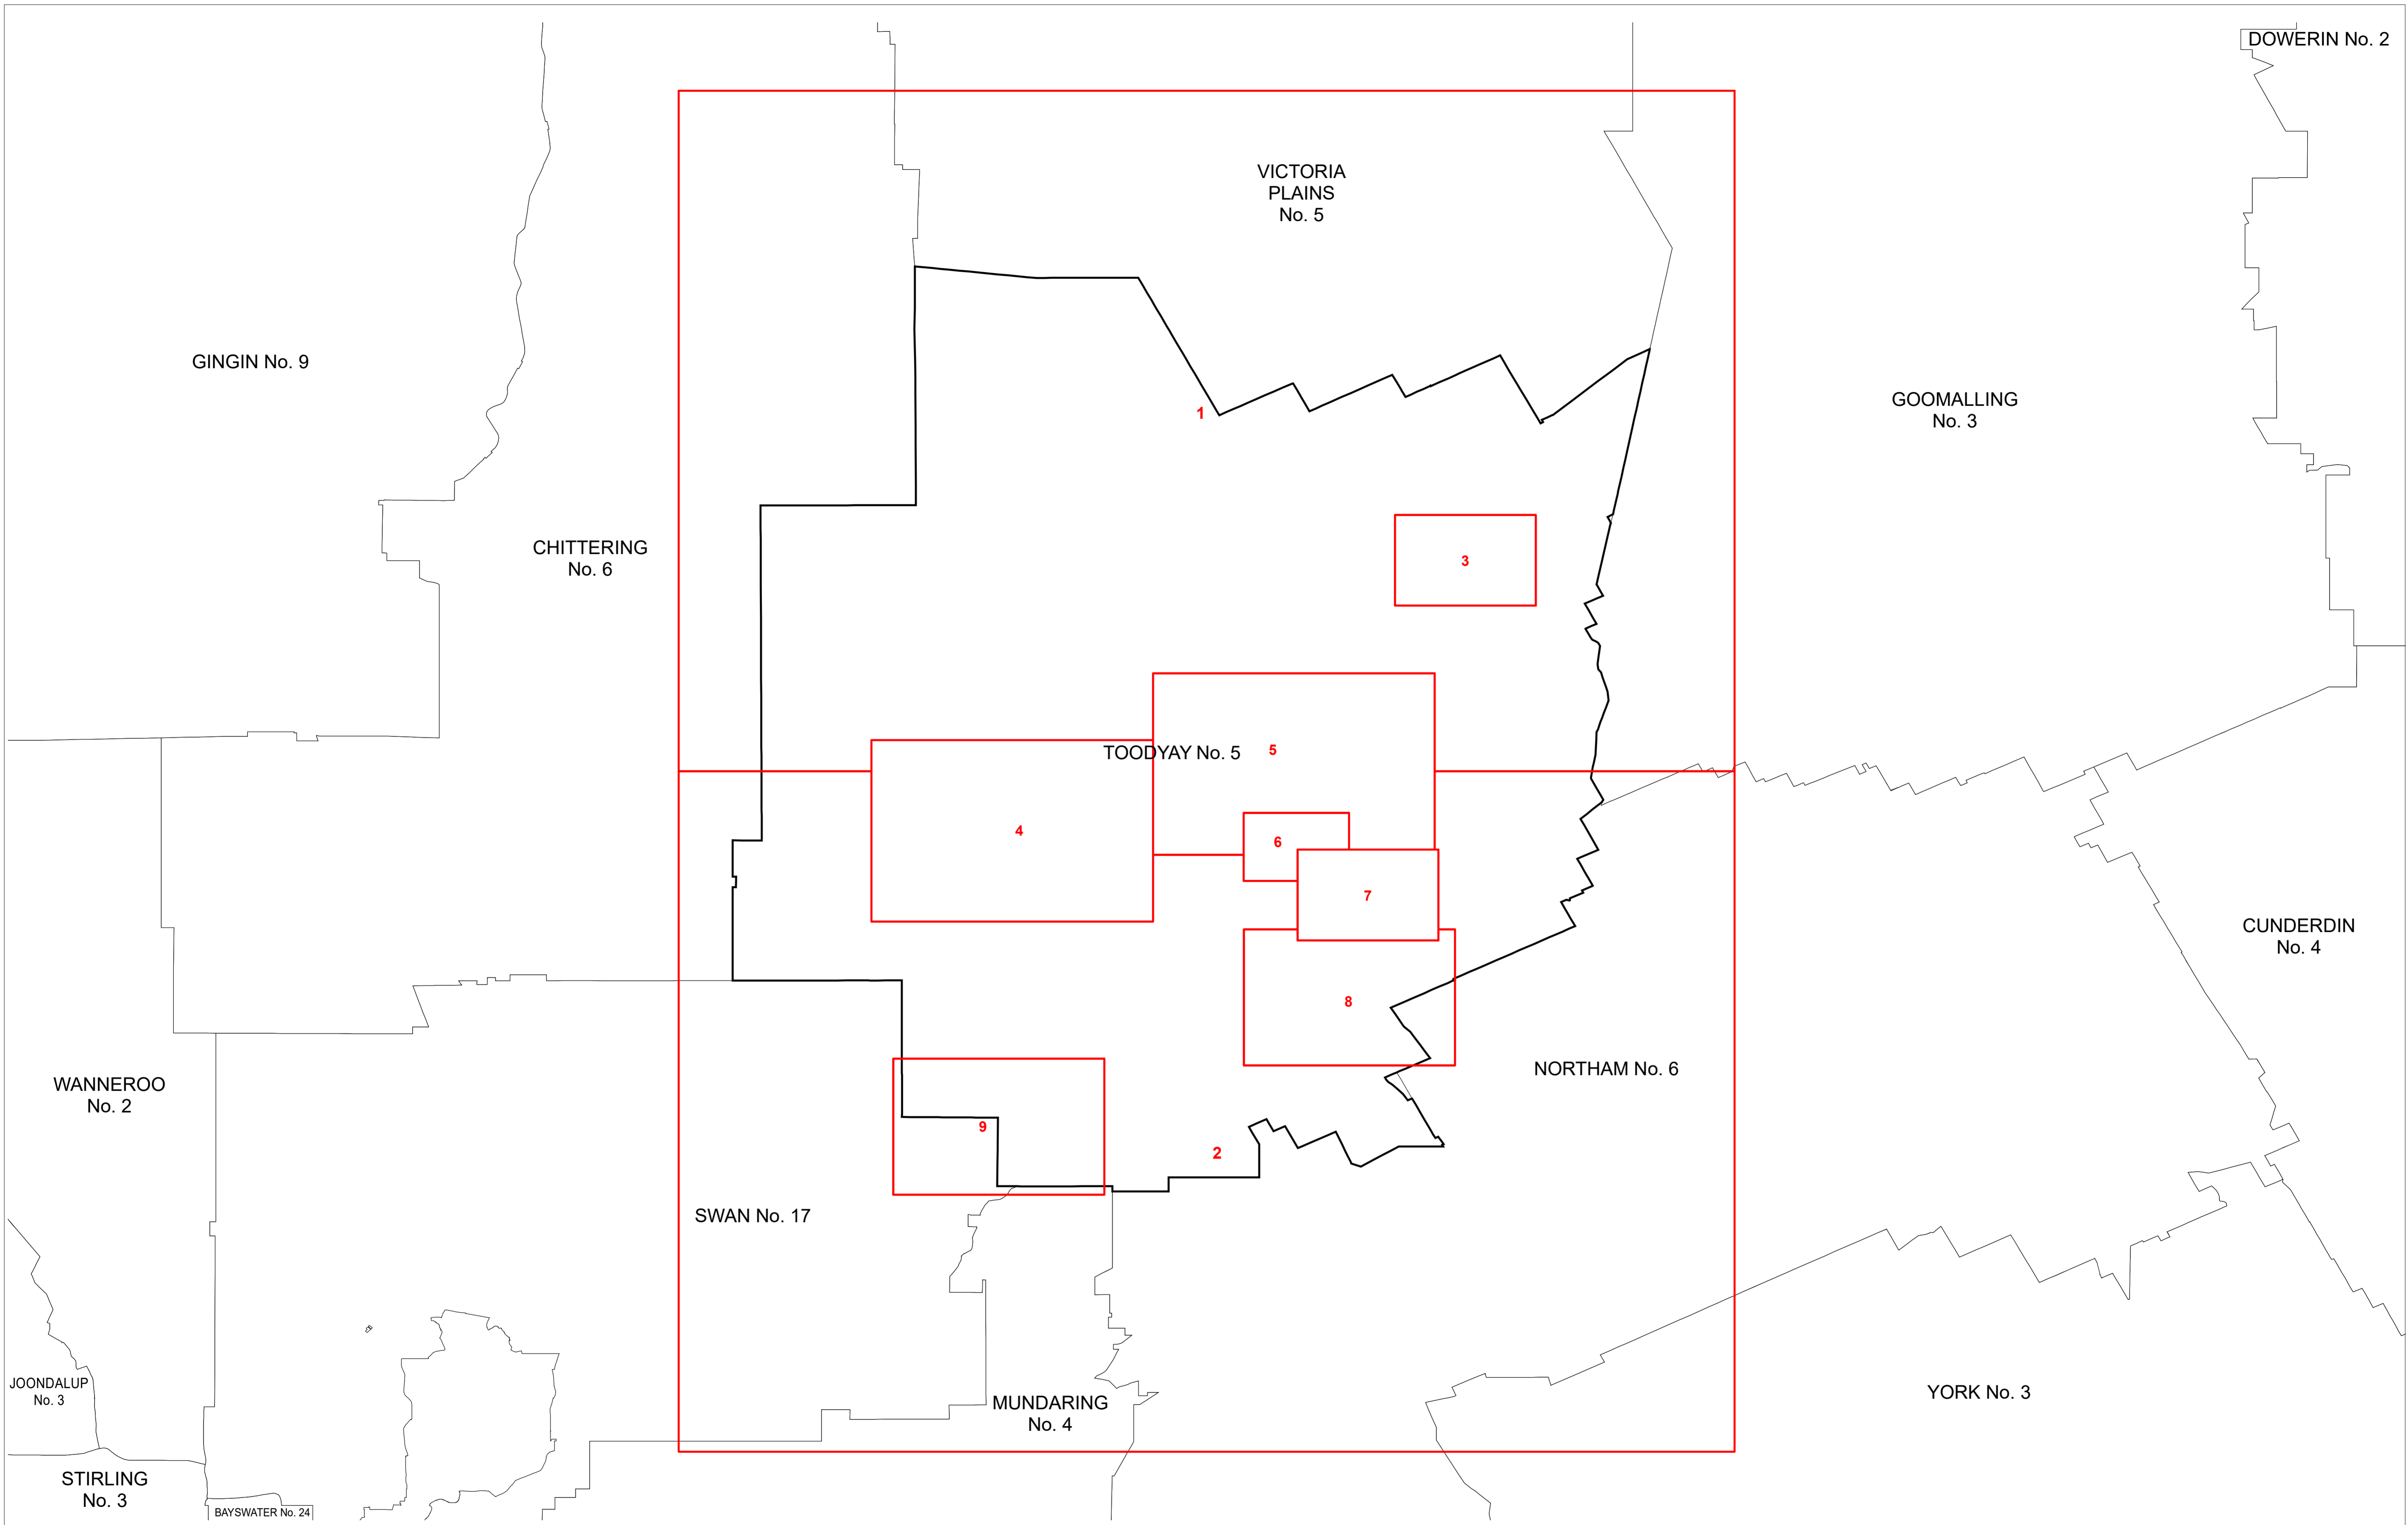 DOWERIN No. 2
VICTORIA
PLAINS
No. 5
GINGIN No. 9
GOOMALLING
No. 3
1
CHITTERING
No. 6
3
TOODYAY No. 5
5
4
6
7
CUNDERDIN
No. 4
8
NORTHAM No. 6
WANNEROO
No. 2
9
2
SWAN No. 17
JOONDALUP
No. 3
MUNDARING
No. 4
YORK No. 3
STIRLING
No. 3
BAYSWATER No. 24